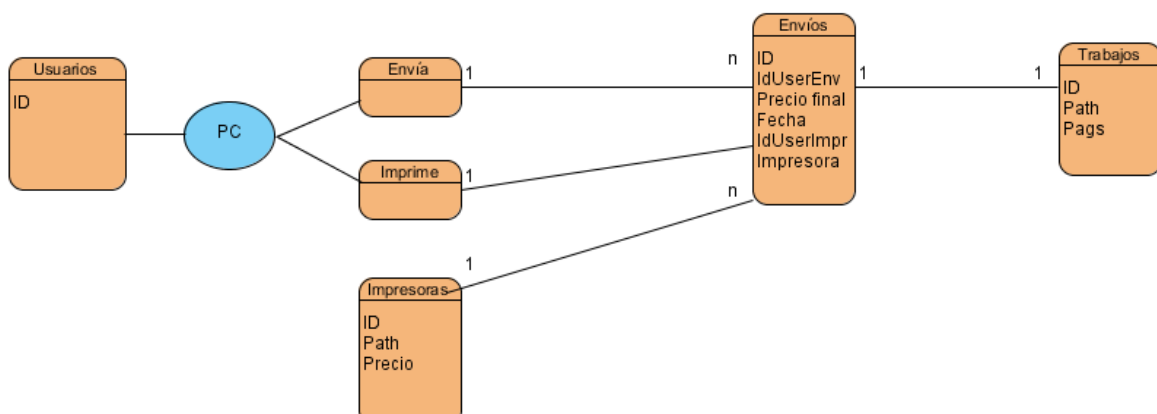 Usuarios
ID
PC
Envía
1
Imprime
1
Impresoras
1
ID
Path
Precio
n
n
Envíos
ID
IdUserEnv
Precio final
Fecha
IdUserImpr
Impresora
1
1
Trabajos
ID
Path
Pags